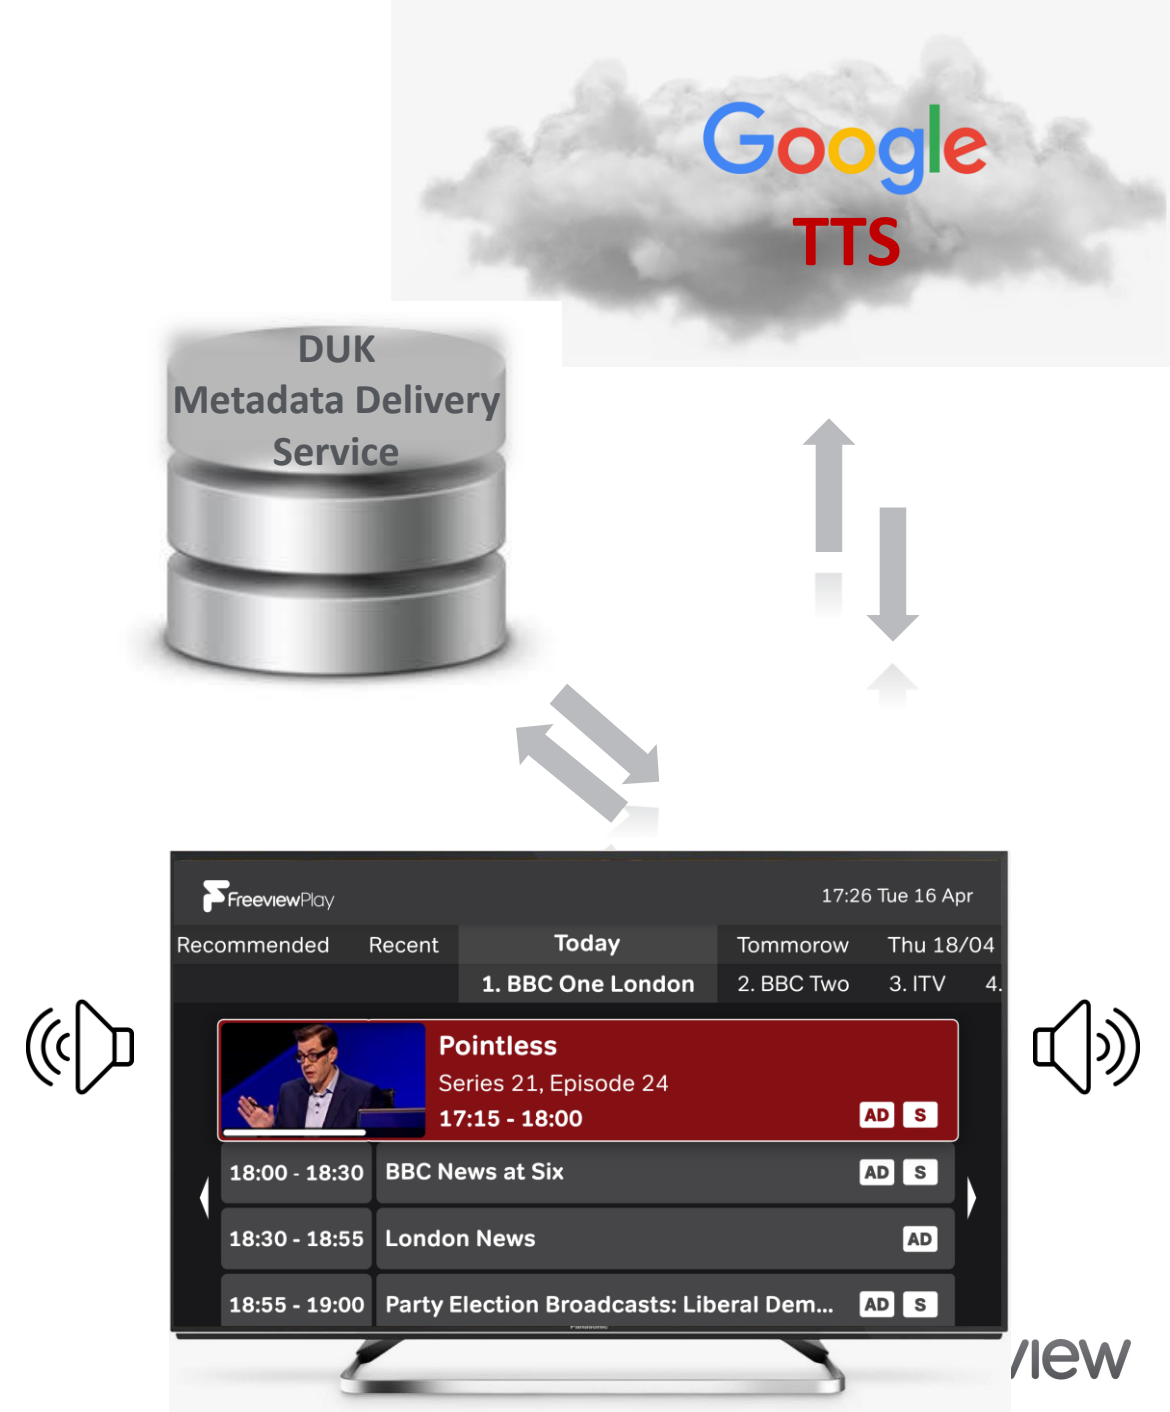 Google
TTS
DUK
Metadata Delivery
Service
FreeviewPlay
17:26 Tue 16 Apr
Recommended Recent Today Tommorow Thu 18/04
1. BBC One London 2. BBC Two 3. ITV 4.
Pointless
Series 21, Episode 24
17:15 - 18:00 AD S
18:00 - 18:30 BBC News at Six AD S
18:30 - 18:55 London News AD
18:55 - 19:00 Party Election Broadcasts: Liberal Dem... AD S
Panasonic
view